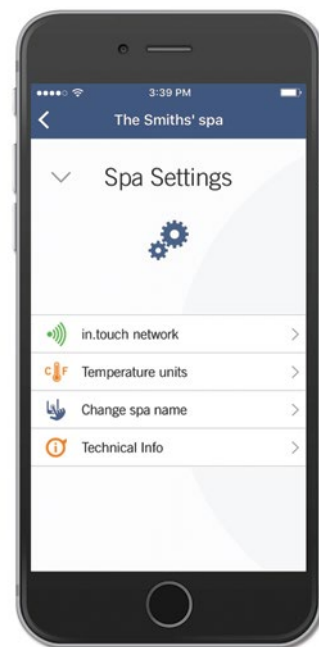 3:39 PM
The Smiths' spa
Spa Settings
in.touch network
C F Temperature units
Change spa name
Technical Info